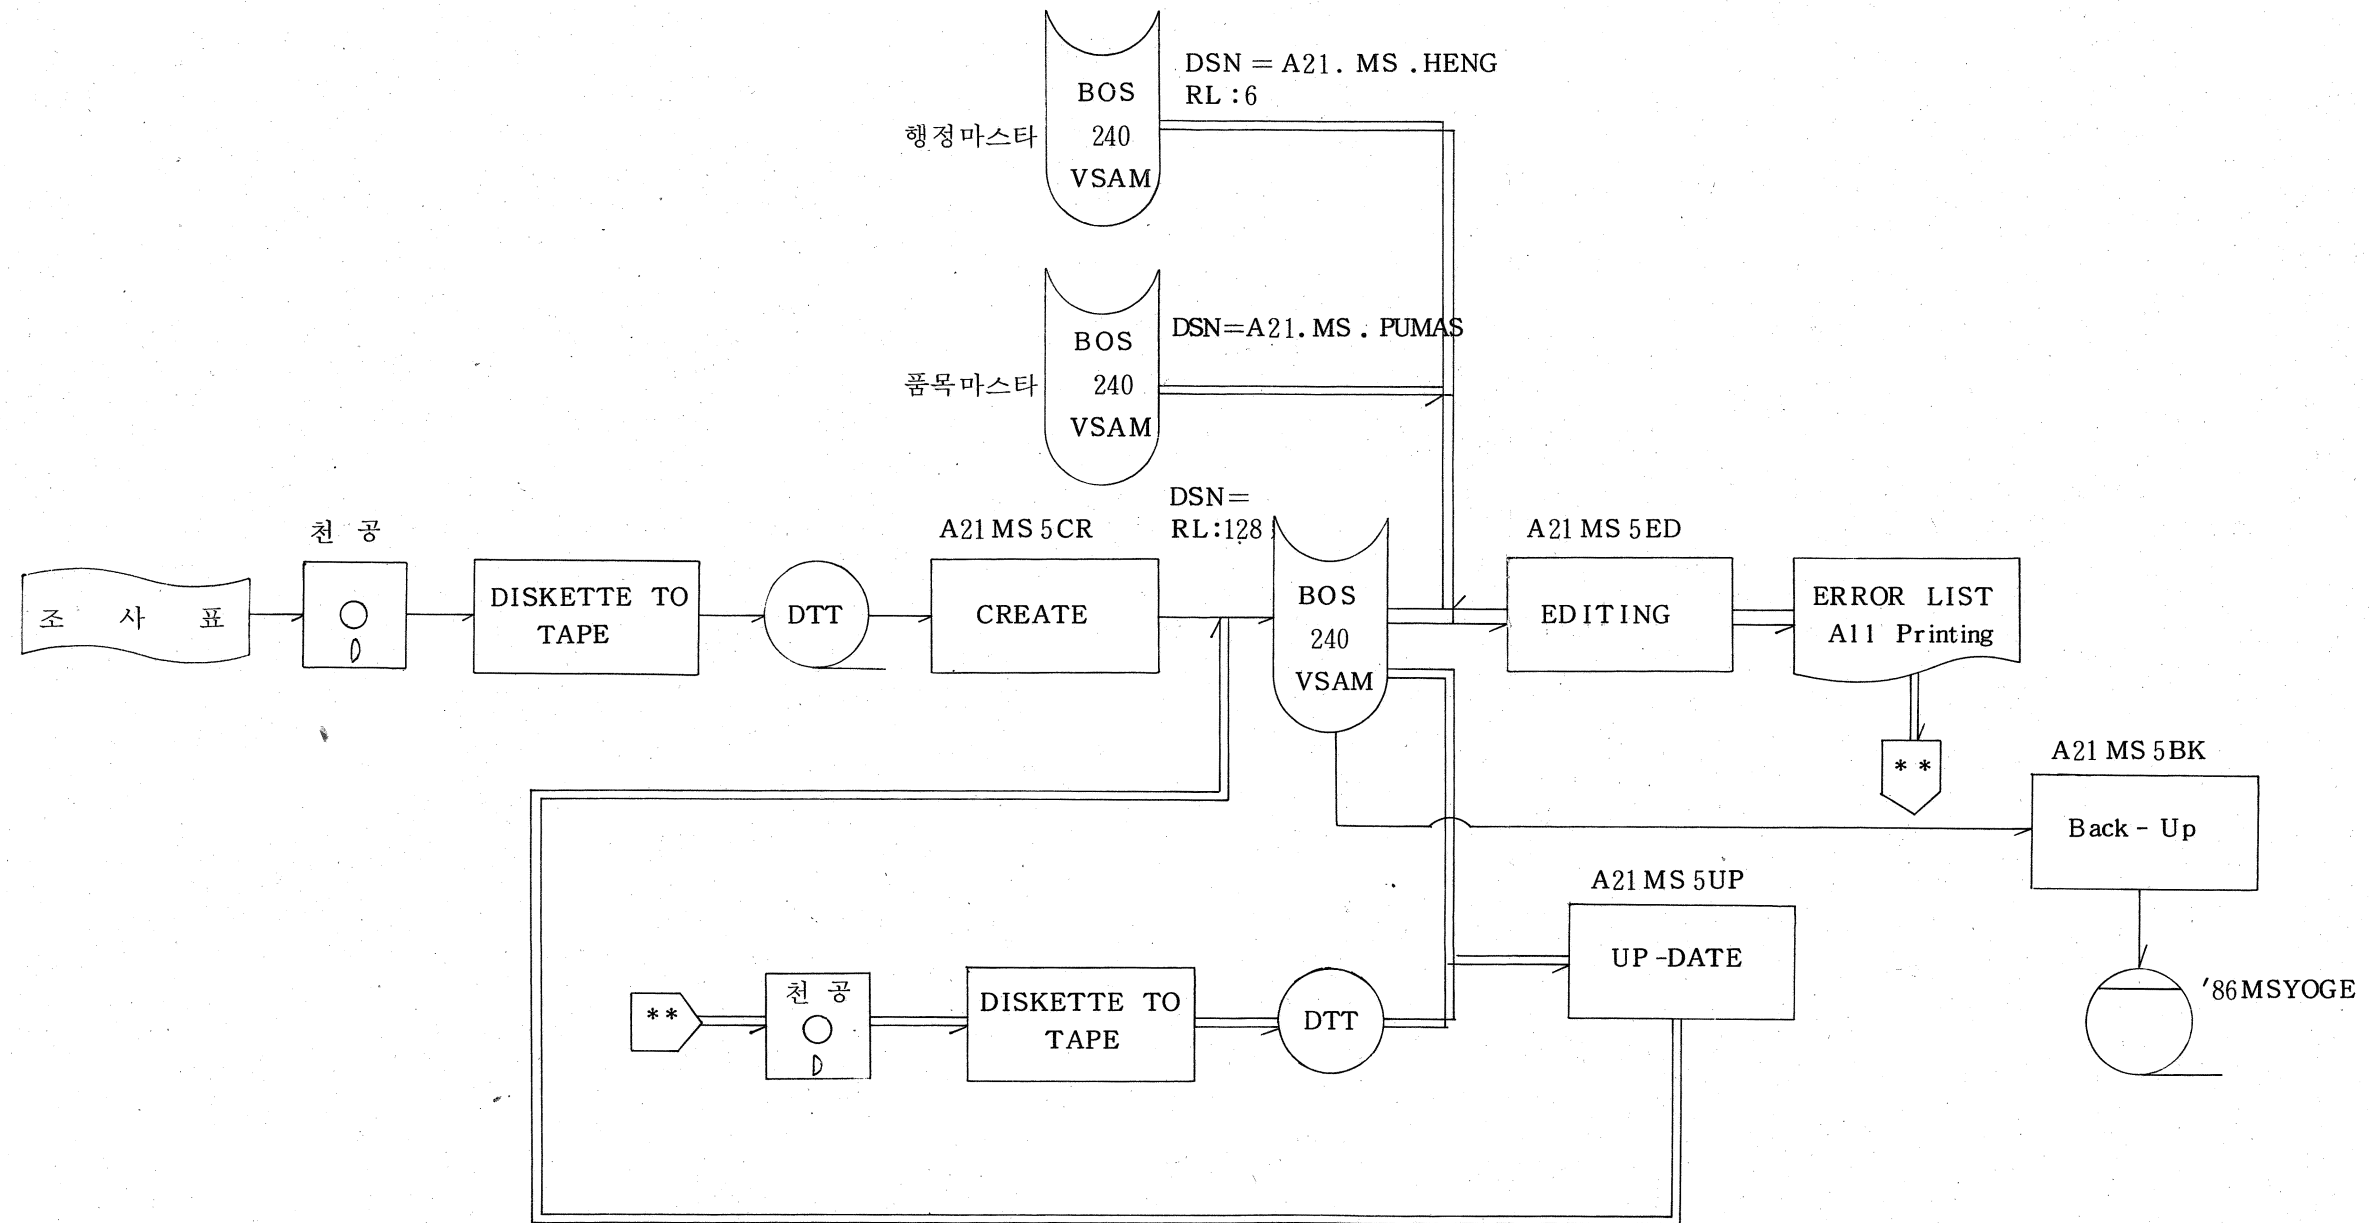 DSN = A21. MS .HENG
RL :6
BOS
행정마스타
240
VSAM
DSN=A21. MS . PUMAS
BOS
품목마스타
240
VSAM
DSN=
RL:128
천 공
A21 MS 5CR
A21 MS 5ED
조 사 표
DISKETTE TO
TAPE
DTT
CREATE
BOS
240
VSAM
EDITING
ERROR LIST
All Printing
* *
A21 MS 5BK
Back - Up
A21 MS 5UP
UP -DATE
**
천 공
DISKETTE TO
TAPE
DTT
'86MSYOGE